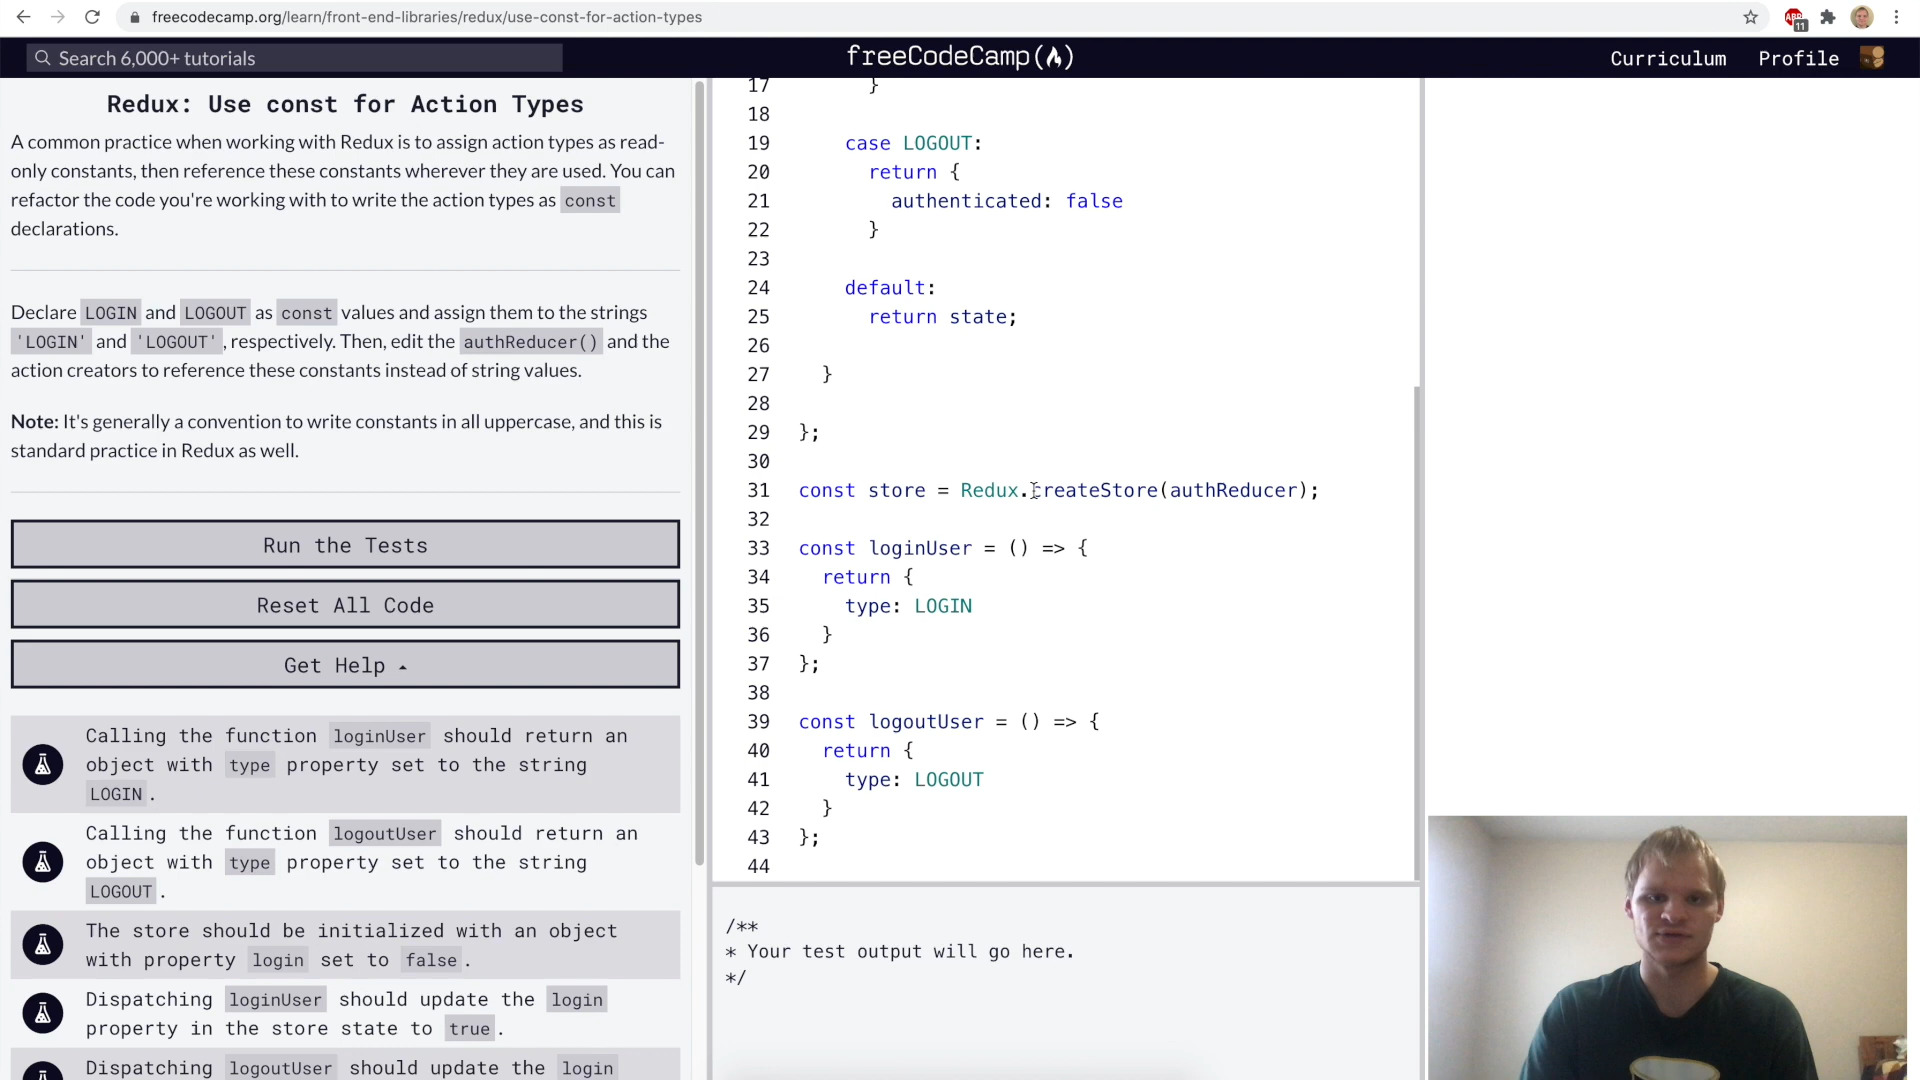 freecodecamp.org/learn/front-end-libraries/redux/use-const-for-action-types
ABP
11
Search 6,000+ tutorials
freeCodeCamp
Curriculum
Profile
Redux: Use const for Action Types
A common practice when working with Redux is to assign action types as read-
only constants, then reference these constants wherever they are used. You can
refactor the code you're working with to write the action types as const
declarations.
Declare LOGIN and LOGOUT as const values and assign them to the strings
'LOGIN' and 'LOGOUT', respectively. Then, edit the authReducer() and the
action creators to reference these constants instead of string values.
Note: It's generally a convention to write constants in all uppercase, and this is
standard practice in Redux as well.
Run the Tests
Reset All Code
Get Help
Calling the function loginUser should return an
object with type property set to the string
LOGIN.
Calling the function logoutUser should return an
object with type property set to the string
LOGOUT.
The store should be initialized with an object
with property login set to false.
Dispatching loginUser should update the login
property in the store state to true.
Dispatching logoutUser should update the login
17 }
18
19 case LOGOUT:
20 return {
21 authenticated: false
22 }
23
24 default:
25 return state;
26
27 }
28
29 };
30
31 const store = Redux.createStore(authReducer);
32
33 const loginUser = () => {
34 return {
35 type: LOGIN
36 }
37 };
38
39 const logoutUser = () => {
40 return {
41 type: LOGOUT
42 }
43 };
44
/**
* Your test output will go here.
*/